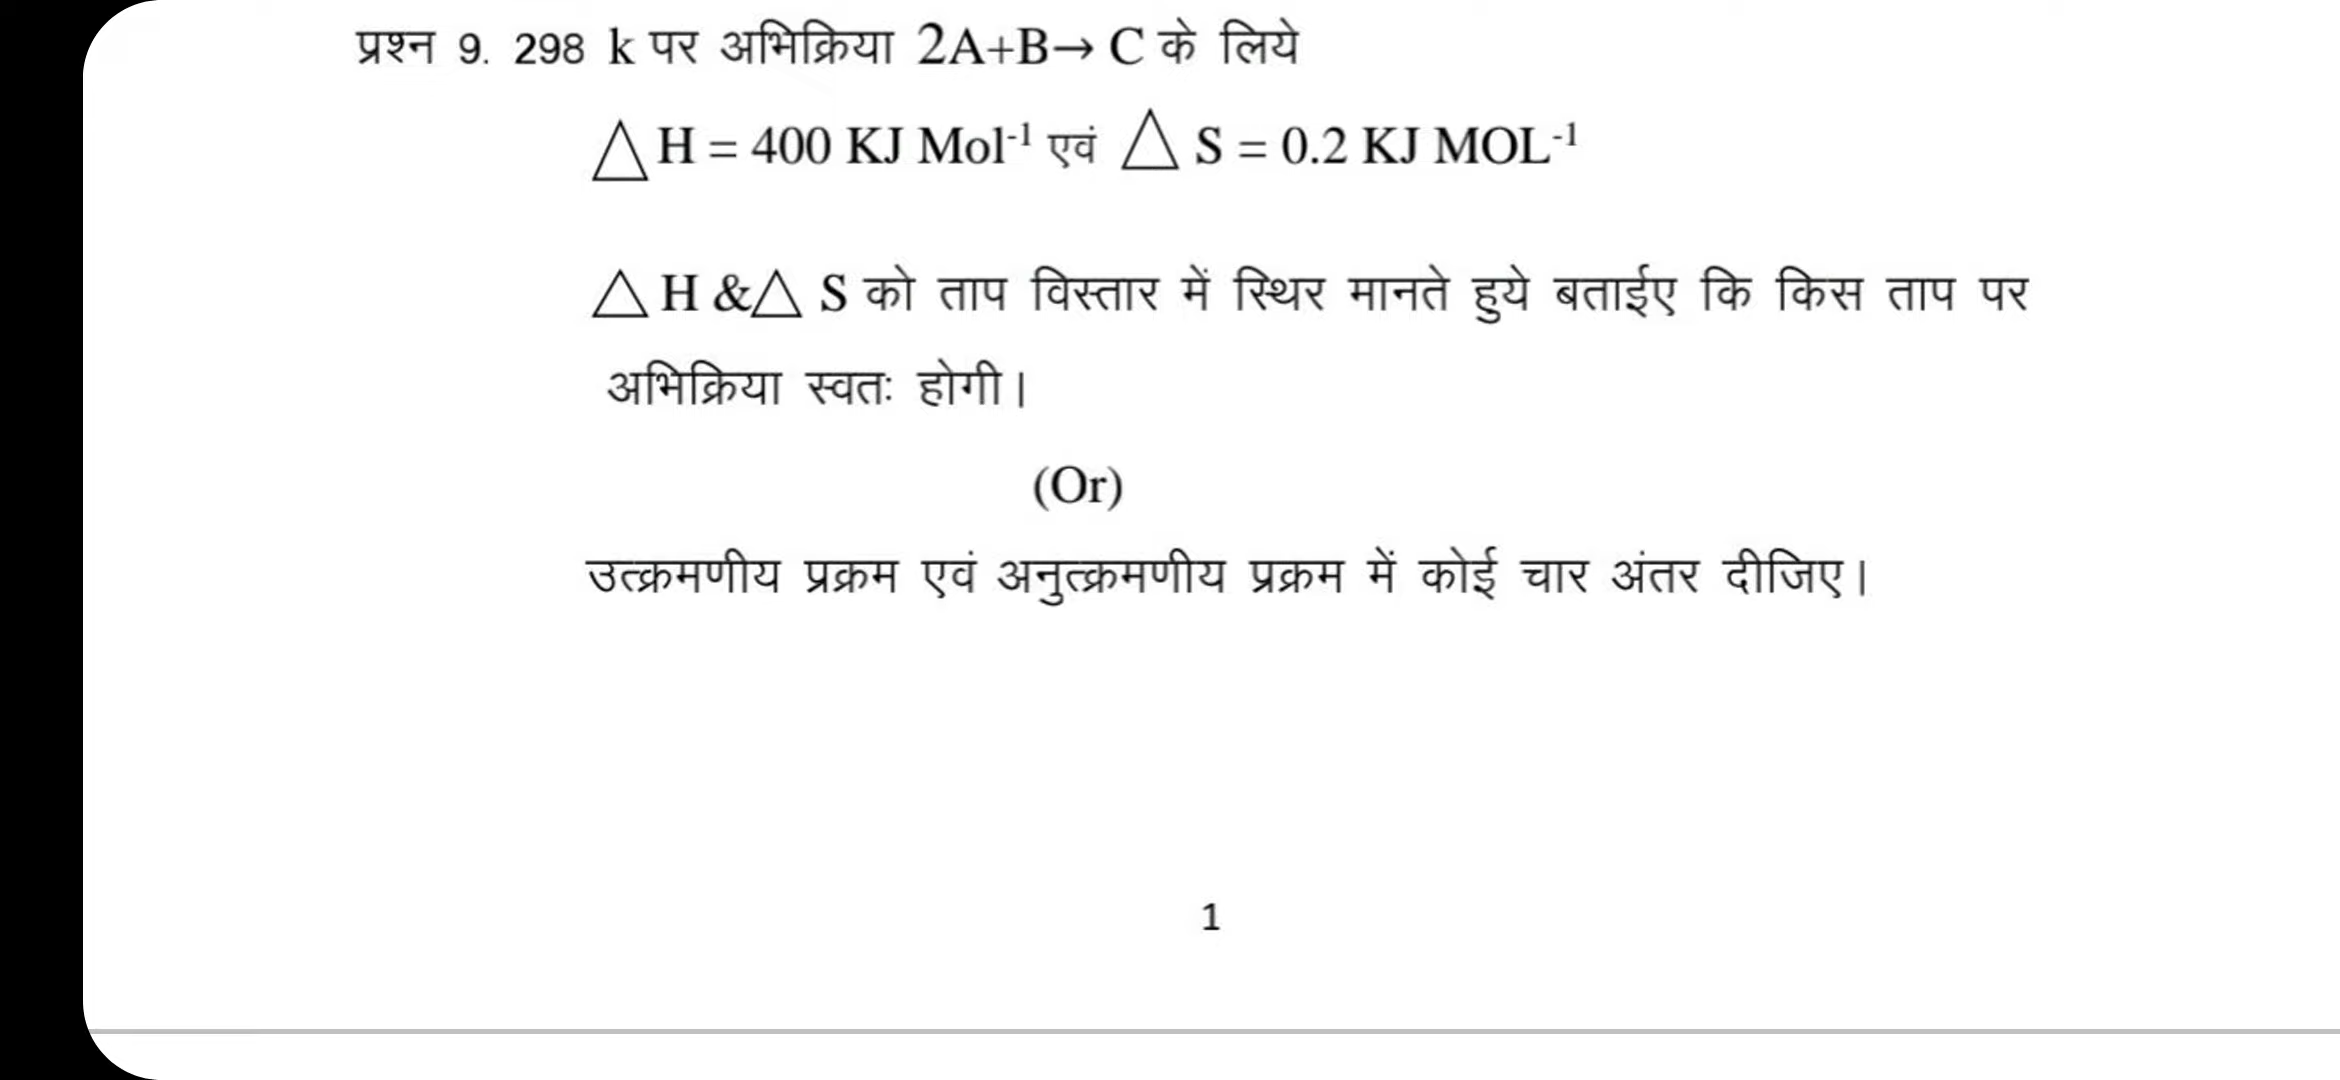 प्रश्न 9. 298 k पर अभिक्रिया 2A+B→ C के लिये
△ H = 400 KJ Mol⁻¹ एवं △ S = 0.2 KJ MOL⁻¹
△ H &△ S को ताप विस्तार में स्थिर मानते हुये बताईए कि किस ताप पर
अभिक्रिया स्वतः होगी।
(Or)
उत्क्रमणीय प्रक्रम एवं अनुत्क्रमणीय प्रक्रम में कोई चार अंतर दीजिए।
1